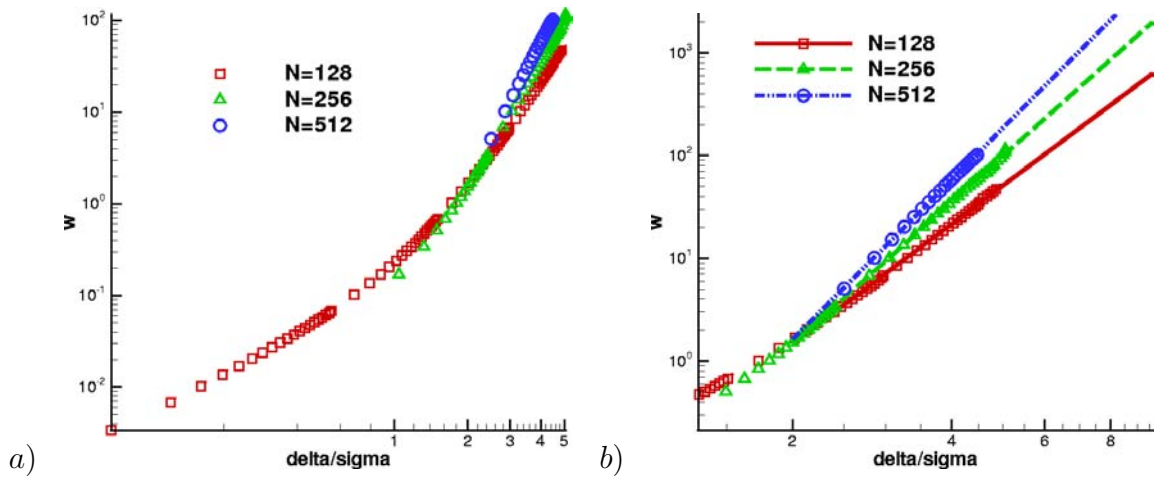 10²
10¹
10⁰
10⁻¹
10⁻²
w
N=128
N=256
N=512
1 2 3 4 5
delta/sigma
a)
10³
10²
10¹
10⁰
w
N=128
N=256
N=512
2 4 6 8
delta/sigma
b)